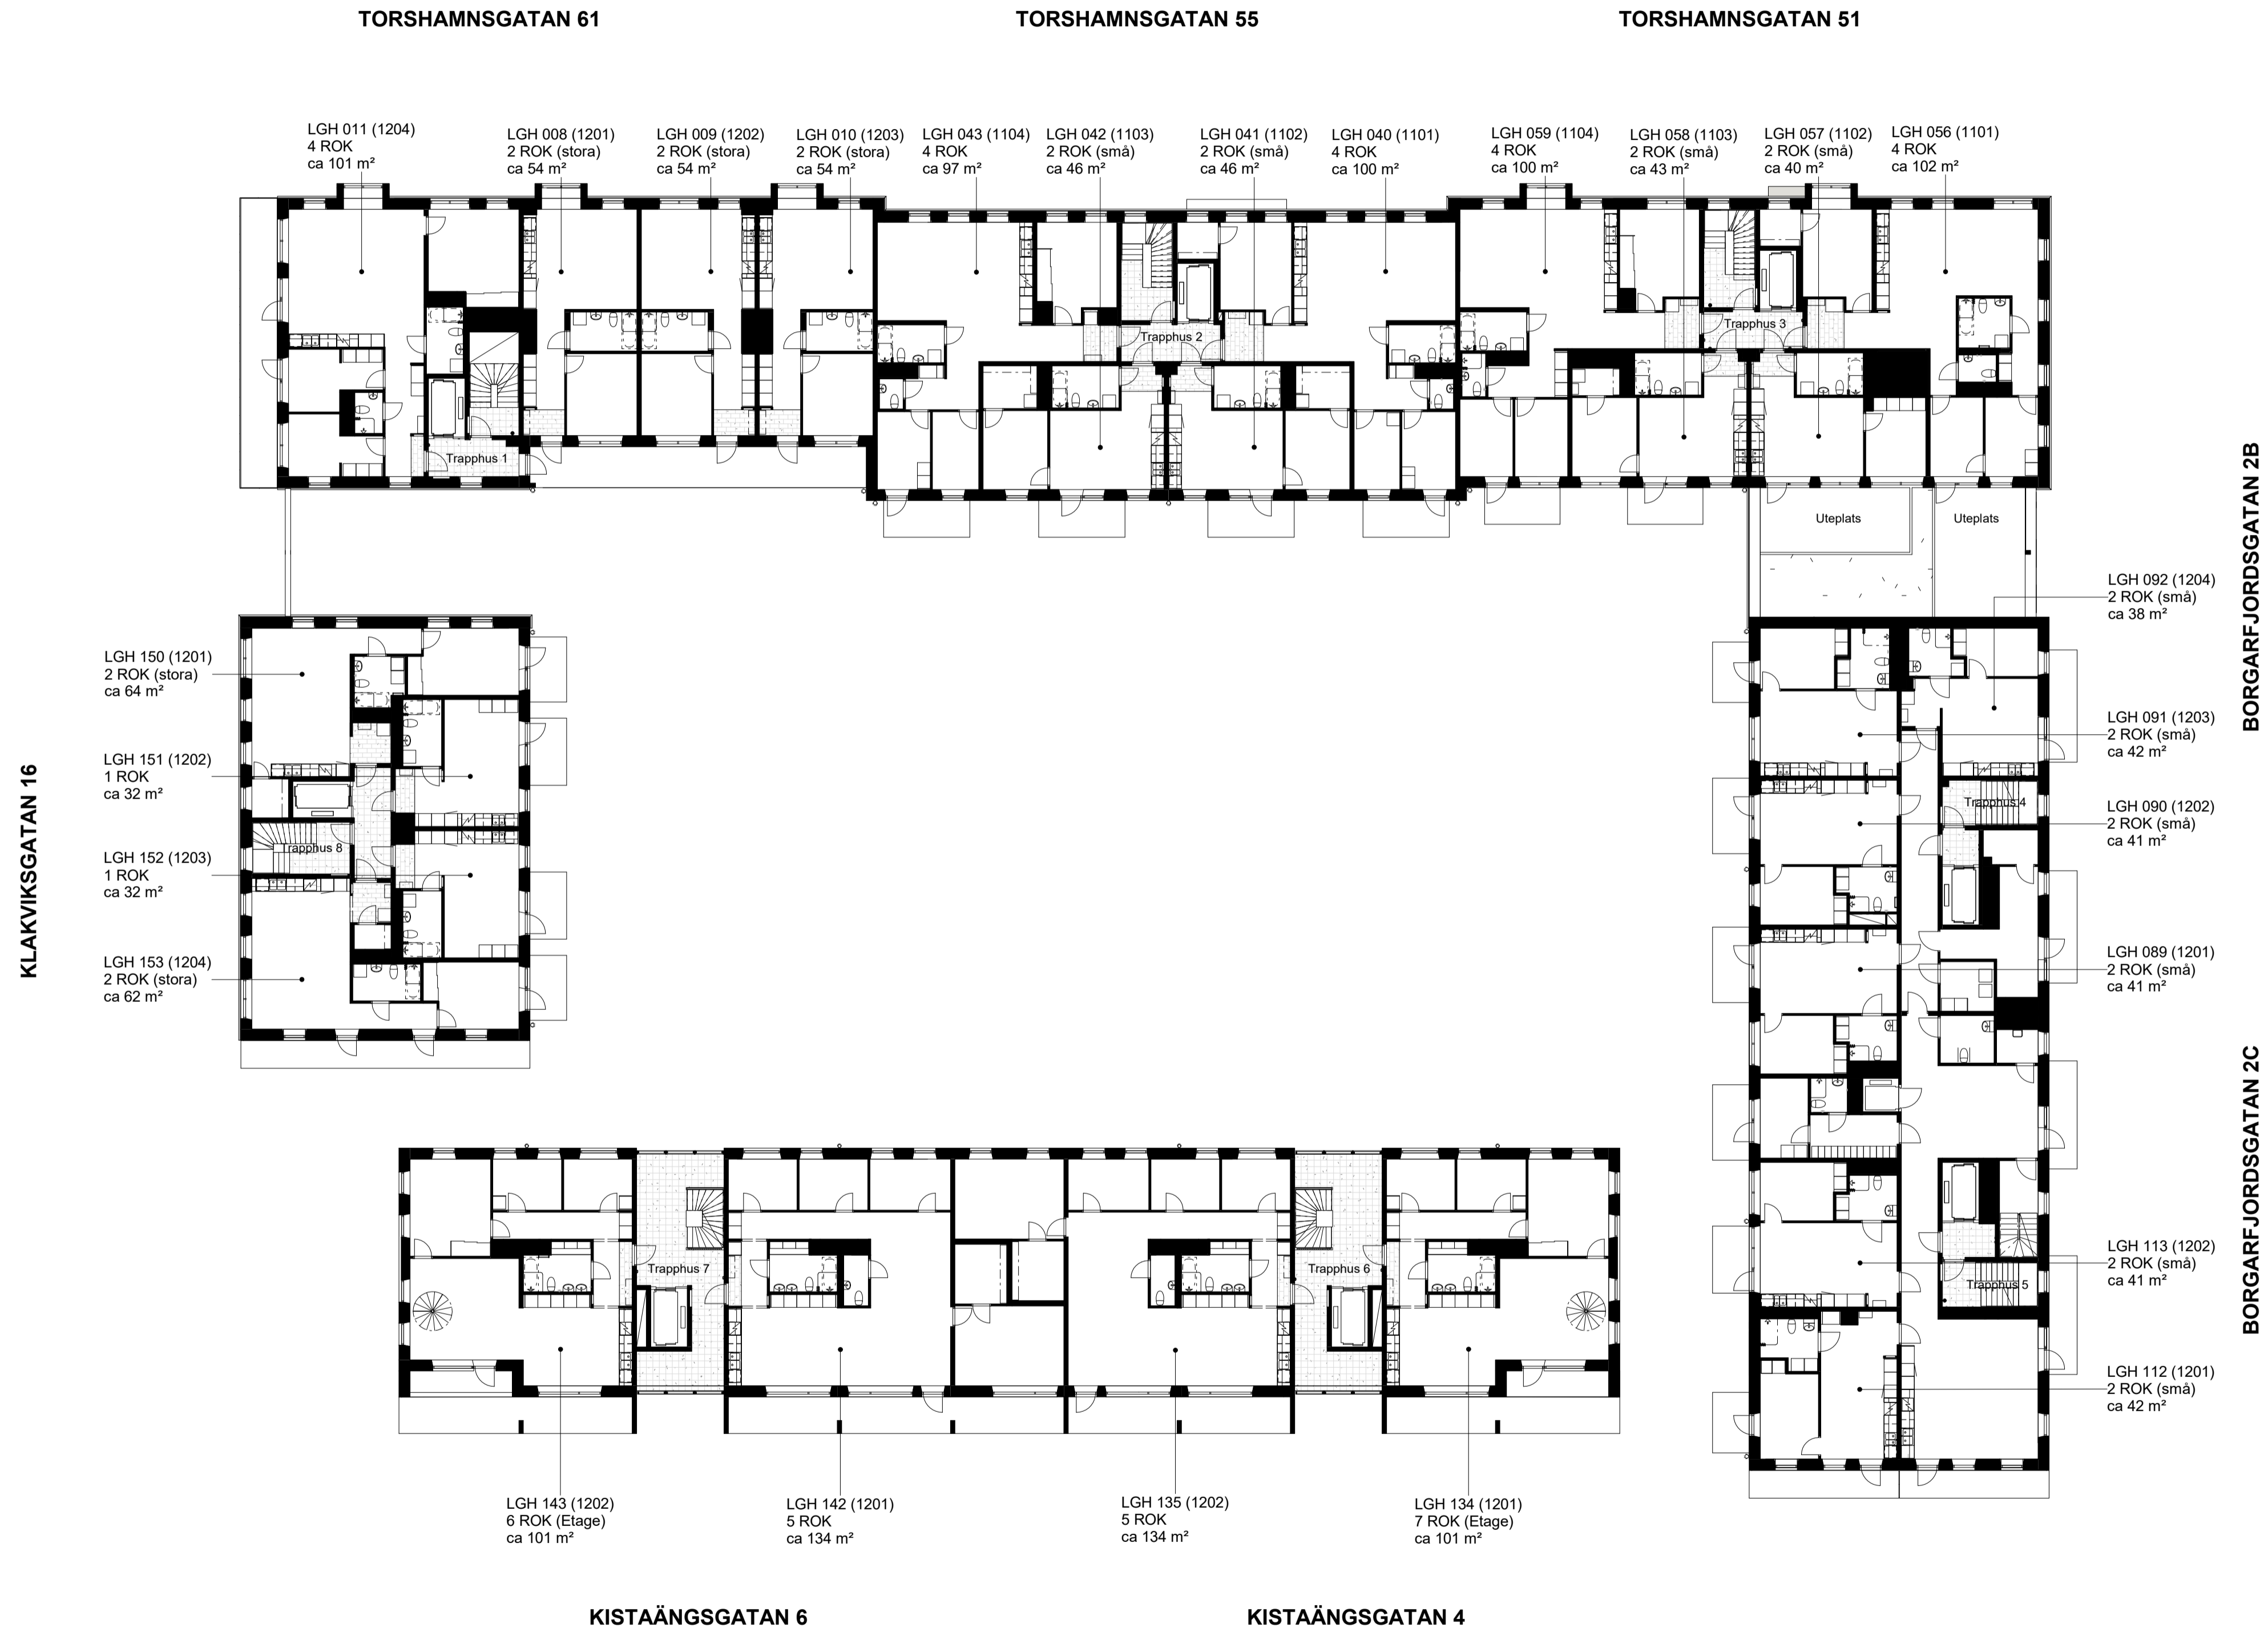 TORSHAMNSGATAN 61
TORSHAMNSGATAN 55
TORSHAMNSGATAN 51
LGH 011 (1204)
4 ROK
ca 101 m²
LGH 008 (1201)
2 ROK (stora)
ca 54 m²
LGH 009 (1202)
2 ROK (stora)
ca 54 m²
LGH 010 (1203)
2 ROK (stora)
ca 54 m²
LGH 043 (1104)
4 ROK
ca 97 m²
LGH 042 (1103)
2 ROK (små)
ca 46 m²
LGH 041 (1102)
2 ROK (små)
ca 46 m²
LGH 040 (1101)
4 ROK
ca 100 m²
LGH 059 (1104)
4 ROK
ca 100 m²
LGH 058 (1103)
2 ROK (små)
ca 43 m²
LGH 057 (1102)
2 ROK (små)
ca 40 m²
LGH 056 (1101)
4 ROK
ca 102 m²
Trapphus 1
Trapphus 2
Trapphus 3
Uteplats
Uteplats
BORGARFJORDSGATAN 2B
LGH 092 (1204)
2 ROK (små)
ca 38 m²
LGH 091 (1203)
2 ROK (små)
ca 42 m²
Trapphus 4
LGH 090 (1202)
2 ROK (små)
ca 41 m²
LGH 089 (1201)
2 ROK (små)
ca 41 m²
BORGARFJORDSGATAN 2C
LGH 113 (1202)
2 ROK (små)
ca 41 m²
Trapphus 5
LGH 112 (1201)
2 ROK (små)
ca 42 m²
KLAKVIKSGATAN 16
LGH 150 (1201)
2 ROK (stora)
ca 64 m²
LGH 151 (1202)
1 ROK
ca 32 m²
Trapphus 8
LGH 152 (1203)
1 ROK
ca 32 m²
LGH 153 (1204)
2 ROK (stora)
ca 62 m²
Trapphus 7
Trapphus 6
LGH 143 (1202)
6 ROK (Etage)
ca 101 m²
LGH 142 (1201)
5 ROK
ca 134 m²
LGH 135 (1202)
5 ROK
ca 134 m²
LGH 134 (1201)
7 ROK (Etage)
ca 101 m²
KISTAÄNGSGATAN 6
KISTAÄNGSGATAN 4